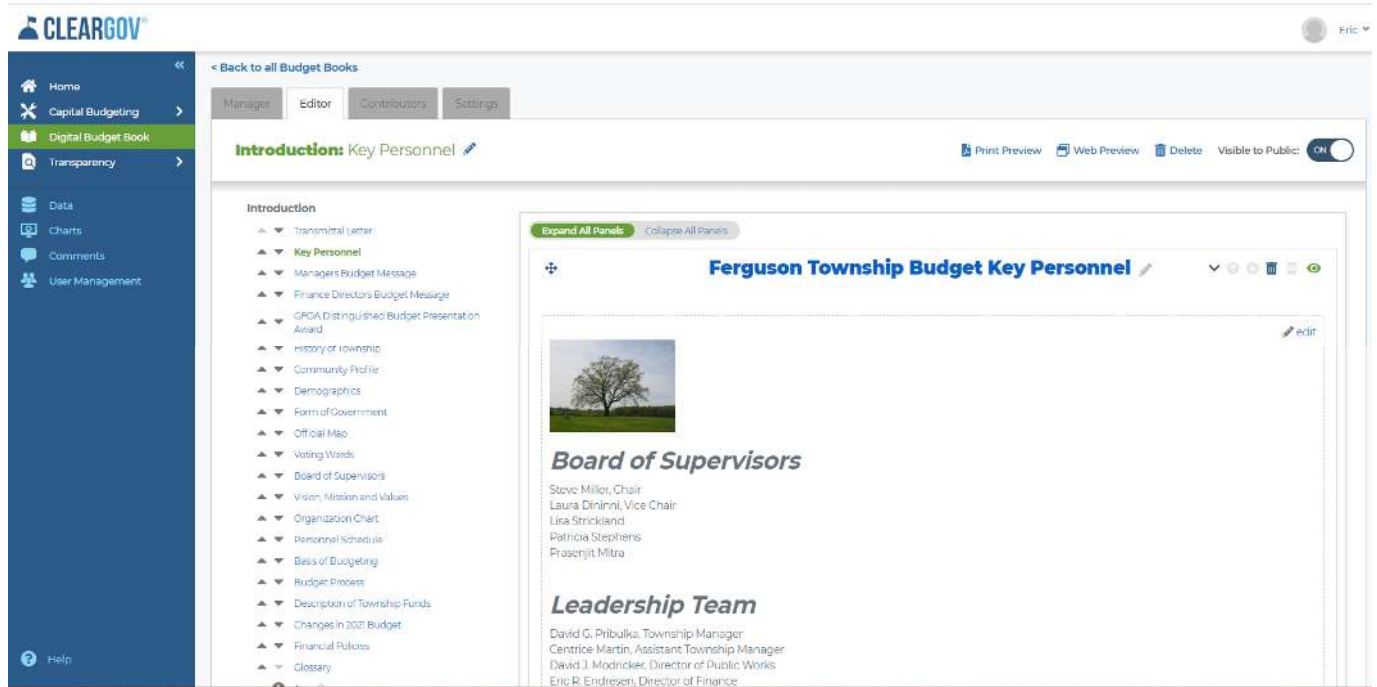 CLEARGOV®
Eric
«
Home
Capital Budgeting
Digital Budget Book
Transparency
Data
Charts
Comments
User Management
Help
< Back to all Budget Books
Manager
Editor
Contributors
Settings
Introduction: Key Personnel
Print Preview
Web Preview
Delete
Visible to Public:
ON
Introduction
Transmittal Letter
Key Personnel
Managers Budget Message
Finance Directors Budget Message
GFOA Distinguished Budget Presentation
Award
History of Township
Community Profile
Demographics
Form of Government
Official Map
Voting Wards
Board of Supervisors
Vision, Mission and Values
Organization Chart
Personnel Schedule
Basis of Budgeting
Budget Process
Description of Township Funds
Changes in 2021 Budget
Financial Policies
Glossary
Expand All Panels
Collapse All Panels
Ferguson Township Budget Key Personnel
edit
Board of Supervisors
Steve Miller, Chair
Laura Dininni, Vice Chair
Lisa Strickland
Patricia Stephens
Prasenjit Mitra
Leadership Team
David G. Pribulka, Township Manager
Centrice Martin, Assistant Township Manager
David J. Modricker, Director of Public Works
Eric R. Endresen, Director of Finance